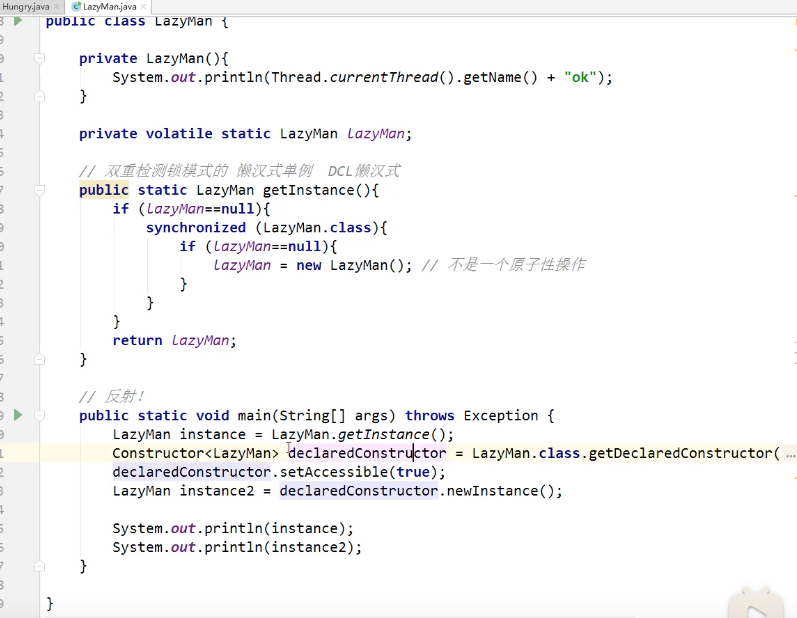 Hungry.java LazyMan.java
public class LazyMan {
private LazyMan(){
System.out.println(Thread.currentThread().getName() + "ok");
}
private volatile static LazyMan lazyMan;
// 双重检测锁模式的 懒汉式单例 DCL懒汉式
public static LazyMan getInstance(){
if (lazyMan==null){
synchronized (LazyMan.class){
if (lazyMan==null){
lazyMan = new LazyMan(); // 不是一个原子性操作
}
}
}
return lazyMan;
}
// 反射！
public static void main(String[] args) throws Exception {
LazyMan instance = LazyMan.getInstance();
Constructor<LazyMan> declaredConstructor = LazyMan.class.getDeclaredConstructor( ...
declaredConstructor.setAccessible(true);
LazyMan instance2 = declaredConstructor.newInstance();
System.out.println(instance);
System.out.println(instance2);
}
}